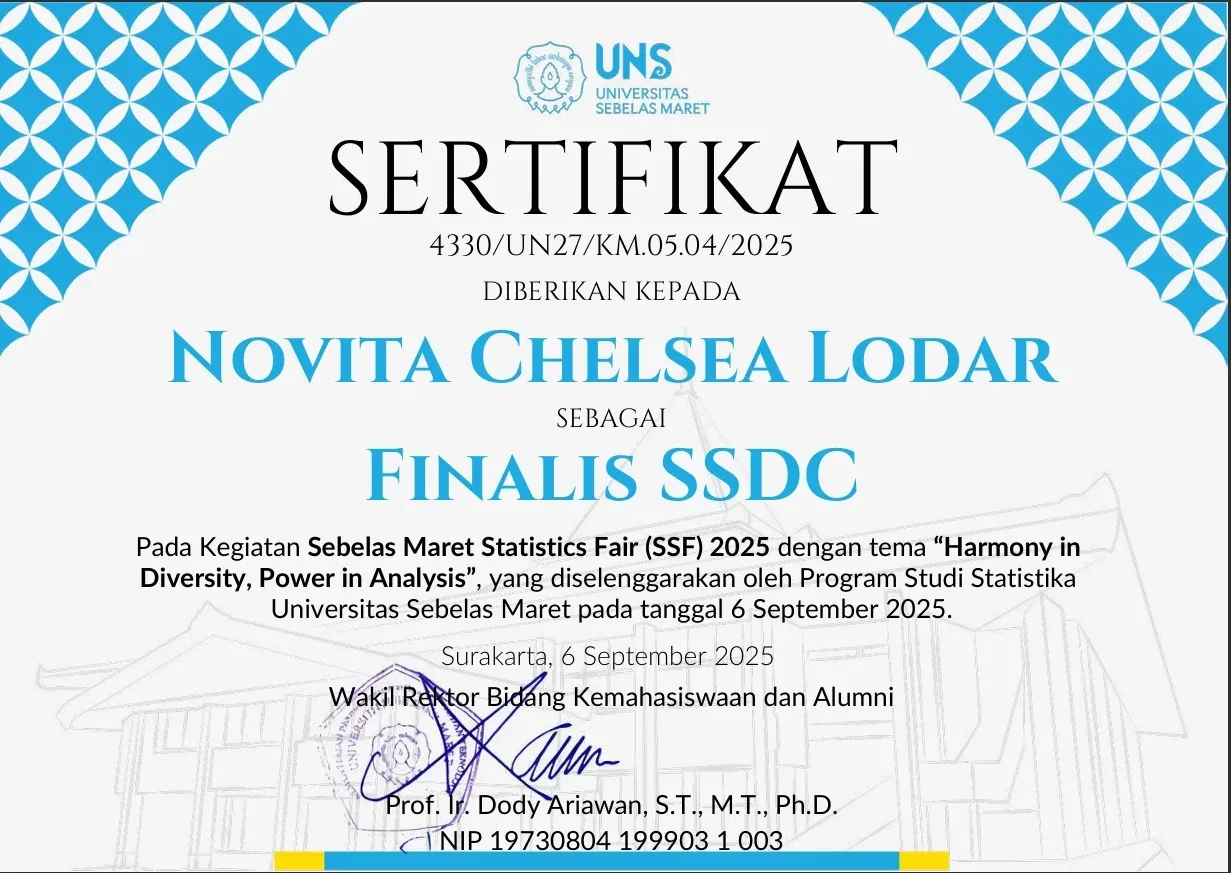 UNS
UNIVERSITAS
SEBELAS MARET
SERTIFIKAT
4330/UN27/KM.05.04/2025
DIBERIKAN KEPADA
NOVITA CHELSEA LODAR
SEBAGAI
FINALIS SSDC
Pada Kegiatan Sebelas Maret Statistics Fair (SSF) 2025 dengan tema “Harmony in
Diversity, Power in Analysis”, yang diselenggarakan oleh Program Studi Statistika
Universitas Sebelas Maret pada tanggal 6 September 2025.
Surakarta, 6 September 2025
Wakil Rektor Bidang Kemahasiswaan dan Alumni
Prof. Ir. Dody Ariawan, S.T., M.T., Ph.D.
NIP 19730804 199903 1 003